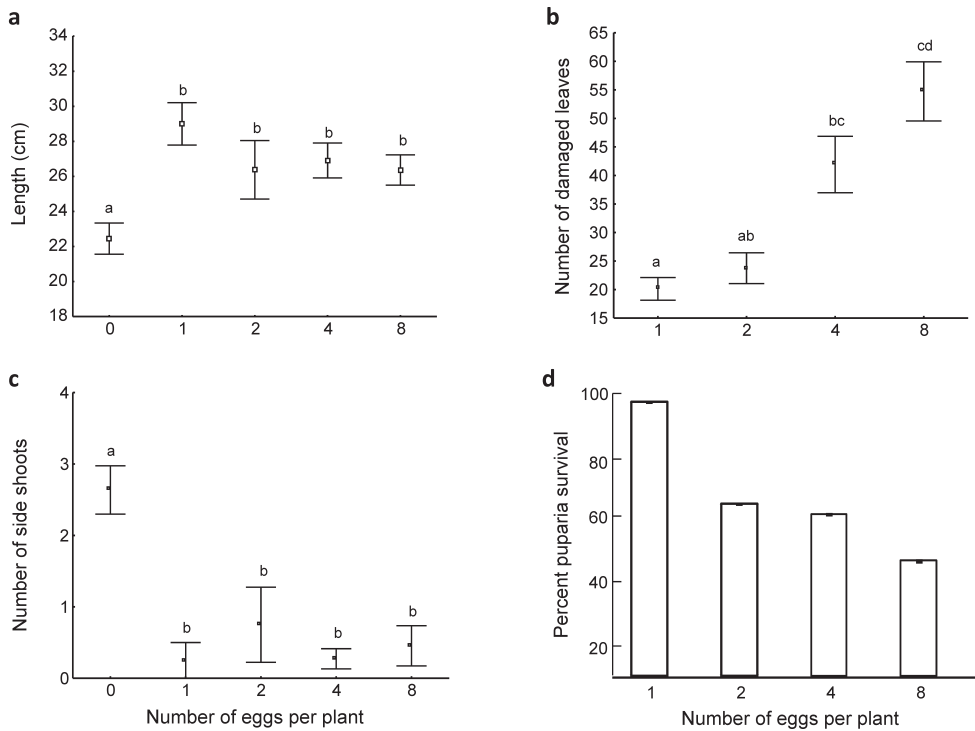 a
34
32
30
28
26
24
22
20
18
Length (cm)
a
b
b
b
b
0 1 2 4 8
b
65
60
55
50
45
40
35
30
25
20
15
Number of damaged leaves
a
ab
bc
cd
1 2 4 8
c
4
3
2
1
0
Number of side shoots
a
b
b
b
b
0 1 2 4 8
Number of eggs per plant
d
100
80
60
40
20
Percent puparia survival
1 2 4 8
Number of eggs per plant